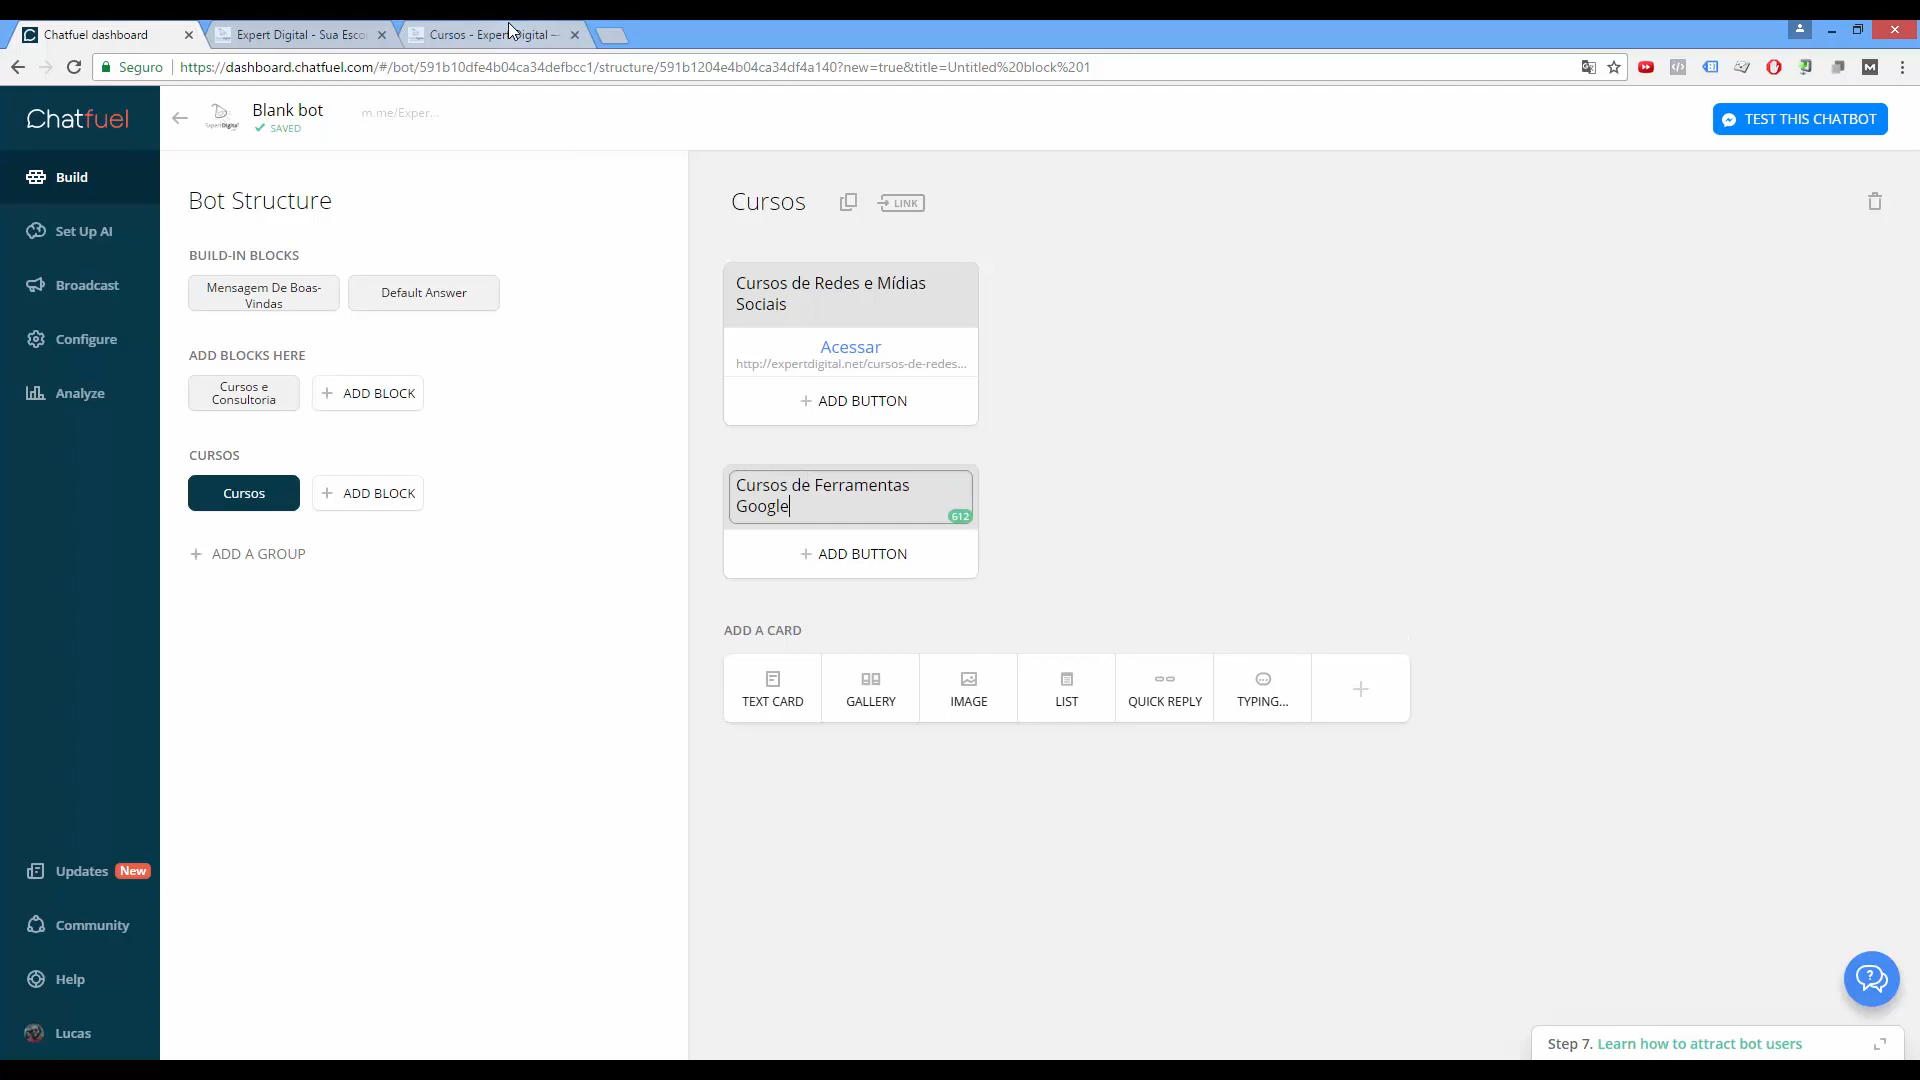 Chatfuel dashboard
Expert Digital - Sua Esco
Cursos - Expert Digital —
Seguro
https://dashboard.chatfuel.com/#/bot/591b10dfe4b04ca34defbcc1/structure/591b1204e4b04ca34df4a140?new=true&title=Untitled%20block%201
Chatfuel
Blank bot
SAVED
m.me/Exper...
TEST THIS CHATBOT
Build
Set Up AI
Broadcast
Configure
Analyze
Updates New
Community
Help
Lucas
Bot Structure
BUILD-IN BLOCKS
Mensagem De Boas-
Vindas
Default Answer
ADD BLOCKS HERE
Cursos e
Consultoria
+ ADD BLOCK
CURSOS
Cursos
+ ADD BLOCK
+ ADD A GROUP
Cursos
LINK
Cursos de Redes e Mídias
Sociais
Acessar
http://expertdigital.net/cursos-de-redes...
+ ADD BUTTON
Cursos de Ferramentas
Google
612
+ ADD BUTTON
ADD A CARD
TEXT CARD
GALLERY
IMAGE
LIST
QUICK REPLY
TYPING...
Step 7. Learn how to attract bot users